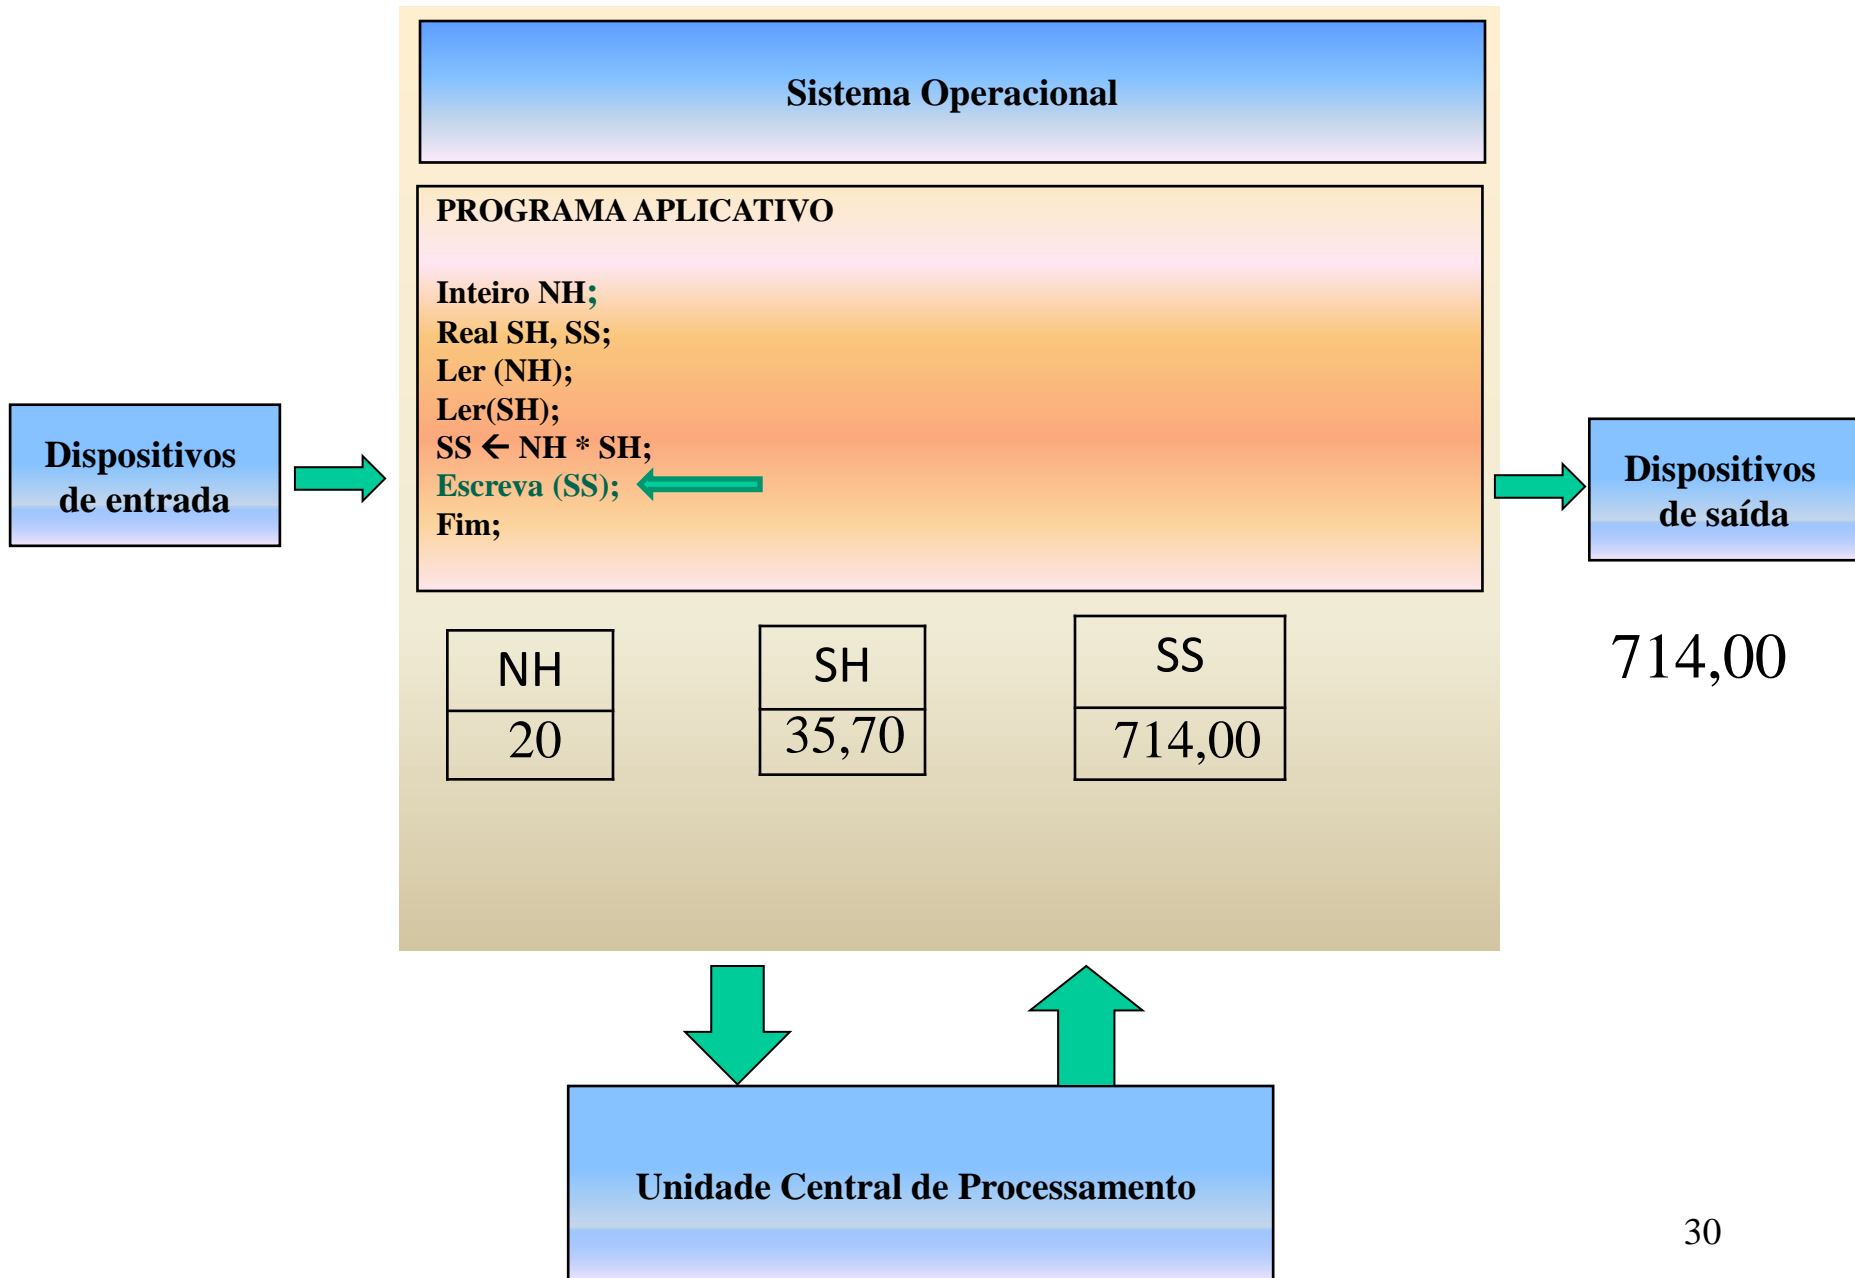 Sistema Operacional
PROGRAMA APLICATIVO
Inteiro NH;
Real SH, SS;
Ler (NH);
Ler(SH);
SS ← NH * SH;
Escreva (SS);
Fim;
Dispositivos
de entrada
Dispositivos
de saída
NH
20
SH
35,70
SS
714,00
714,00
Unidade Central de Processamento
30